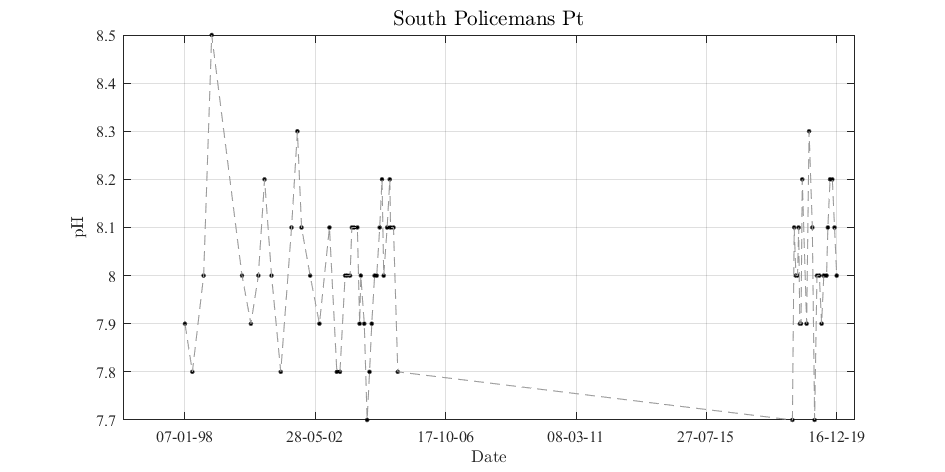 South Policemans Pt
8.5
8.4
8.3
8.2
8.1
8
7.9
7.8
7.7
pH
07-01-98 28-05-02 17-10-06 08-03-11 27-07-15 16-12-19
Date